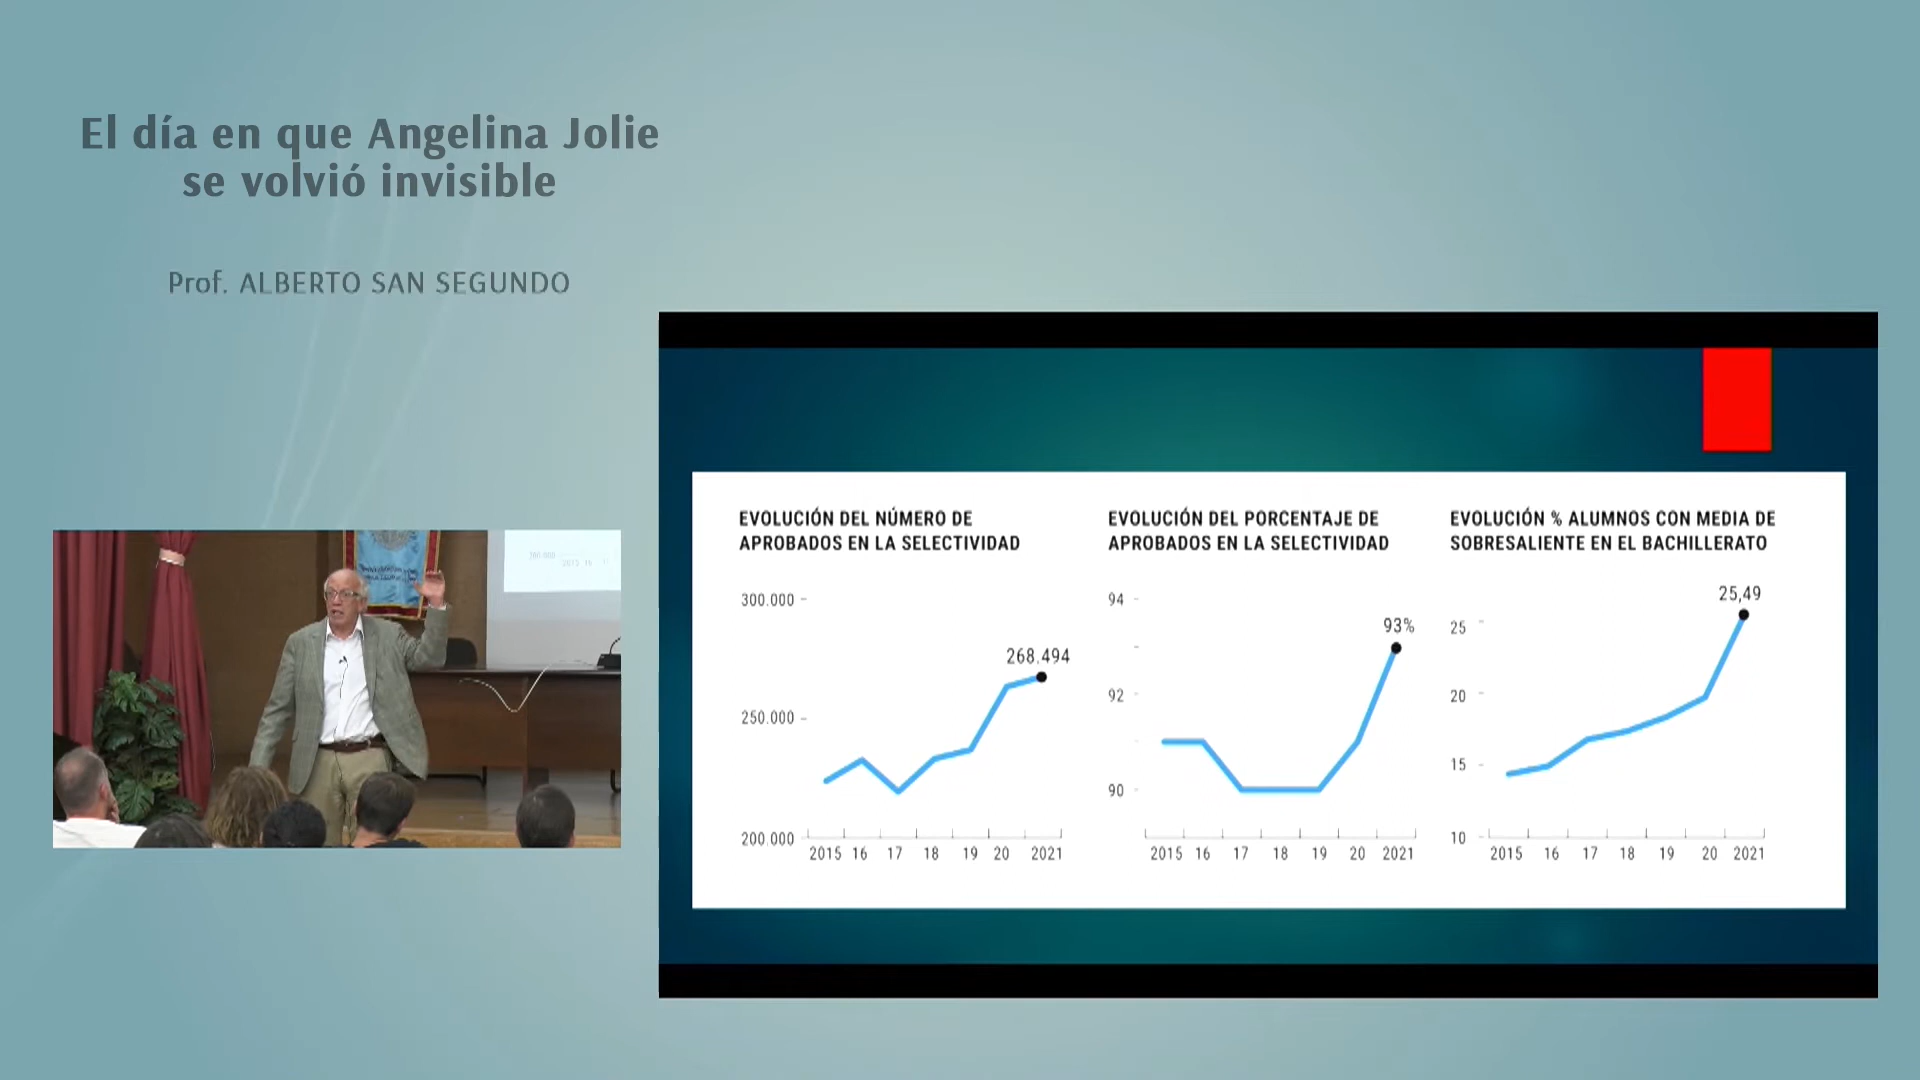 El día en que Angelina Jolie
se volvió invisible
Prof. ALBERTO SAN SEGUNDO
EVOLUCIÓN DEL NÚMERO DE
APROBADOS EN LA SELECTIVIDAD
300.000
250.000
200.000
268.494
2015 16 17 18 19 20 2021
EVOLUCIÓN DEL PORCENTAJE DE
APROBADOS EN LA SELECTIVIDAD
94
92
90
93%
2015 16 17 18 19 20 2021
EVOLUCIÓN % ALUMNOS CON MEDIA DE
SOBRESALIENTE EN EL BACHILLERATO
25
20
15
10
25,49
2015 16 17 18 19 20 2021